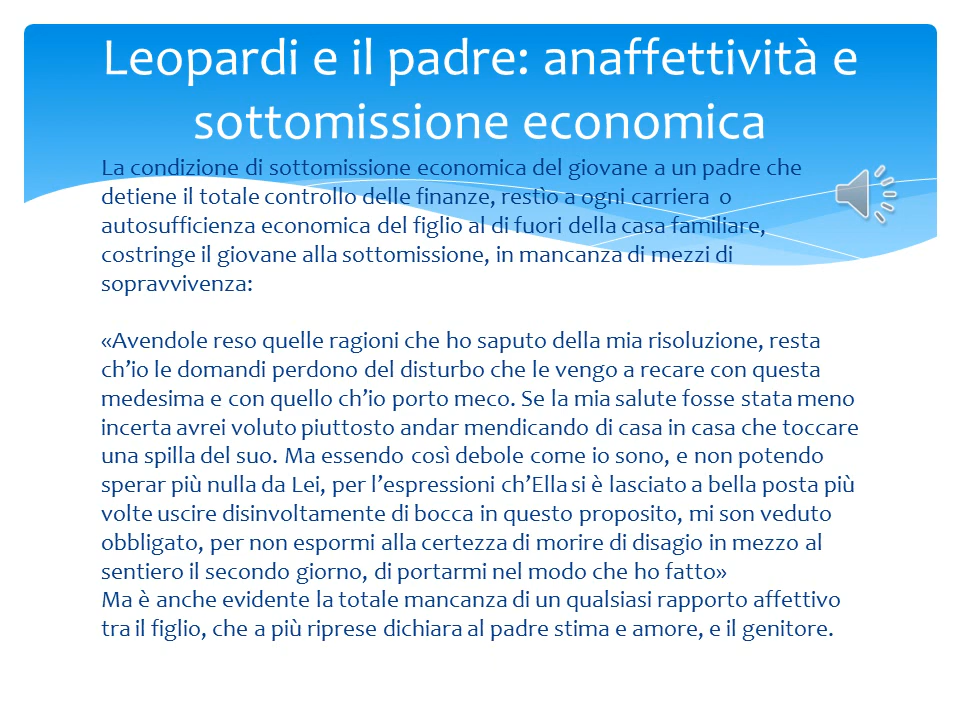 Leopardi e il padre: anaffettività e
sottomissione economica
La condizione di sottomissione economica del giovane a un padre che
detiene il totale controllo delle finanze, restìo a ogni carriera o
autosufficienza economica del figlio al di fuori della casa familiare,
costringe il giovane alla sottomissione, in mancanza di mezzi di
sopravvivenza:
«Avendole reso quelle ragioni che ho saputo della mia risoluzione, resta
ch’io le domandi perdono del disturbo che le vengo a recare con questa
medesima e con quello ch’io porto meco. Se la mia salute fosse stata meno
incerta avrei voluto piuttosto andar mendicando di casa in casa che toccare
una spilla del suo. Ma essendo così debole come io sono, e non potendo
sperar più nulla da Lei, per l’espressioni ch’Ella si è lasciato a bella posta più
volte uscire disinvoltamente di bocca in questo proposito, mi son veduto
obbligato, per non espormi alla certezza di morire di disagio in mezzo al
sentiero il secondo giorno, di portarmi nel modo che ho fatto»
Ma è anche evidente la totale mancanza di un qualsiasi rapporto affettivo
tra il figlio, che a più riprese dichiara al padre stima e amore, e il genitore.